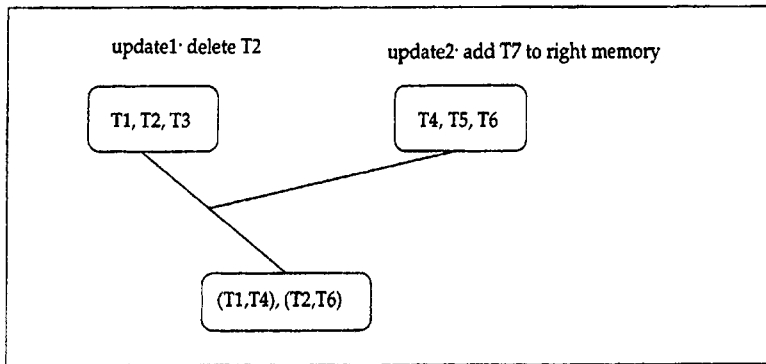 update1· delete T2
update2· add T7 to right memory
T1, T2, T3
T4, T5, T6
(T1,T4), (T2,T6)